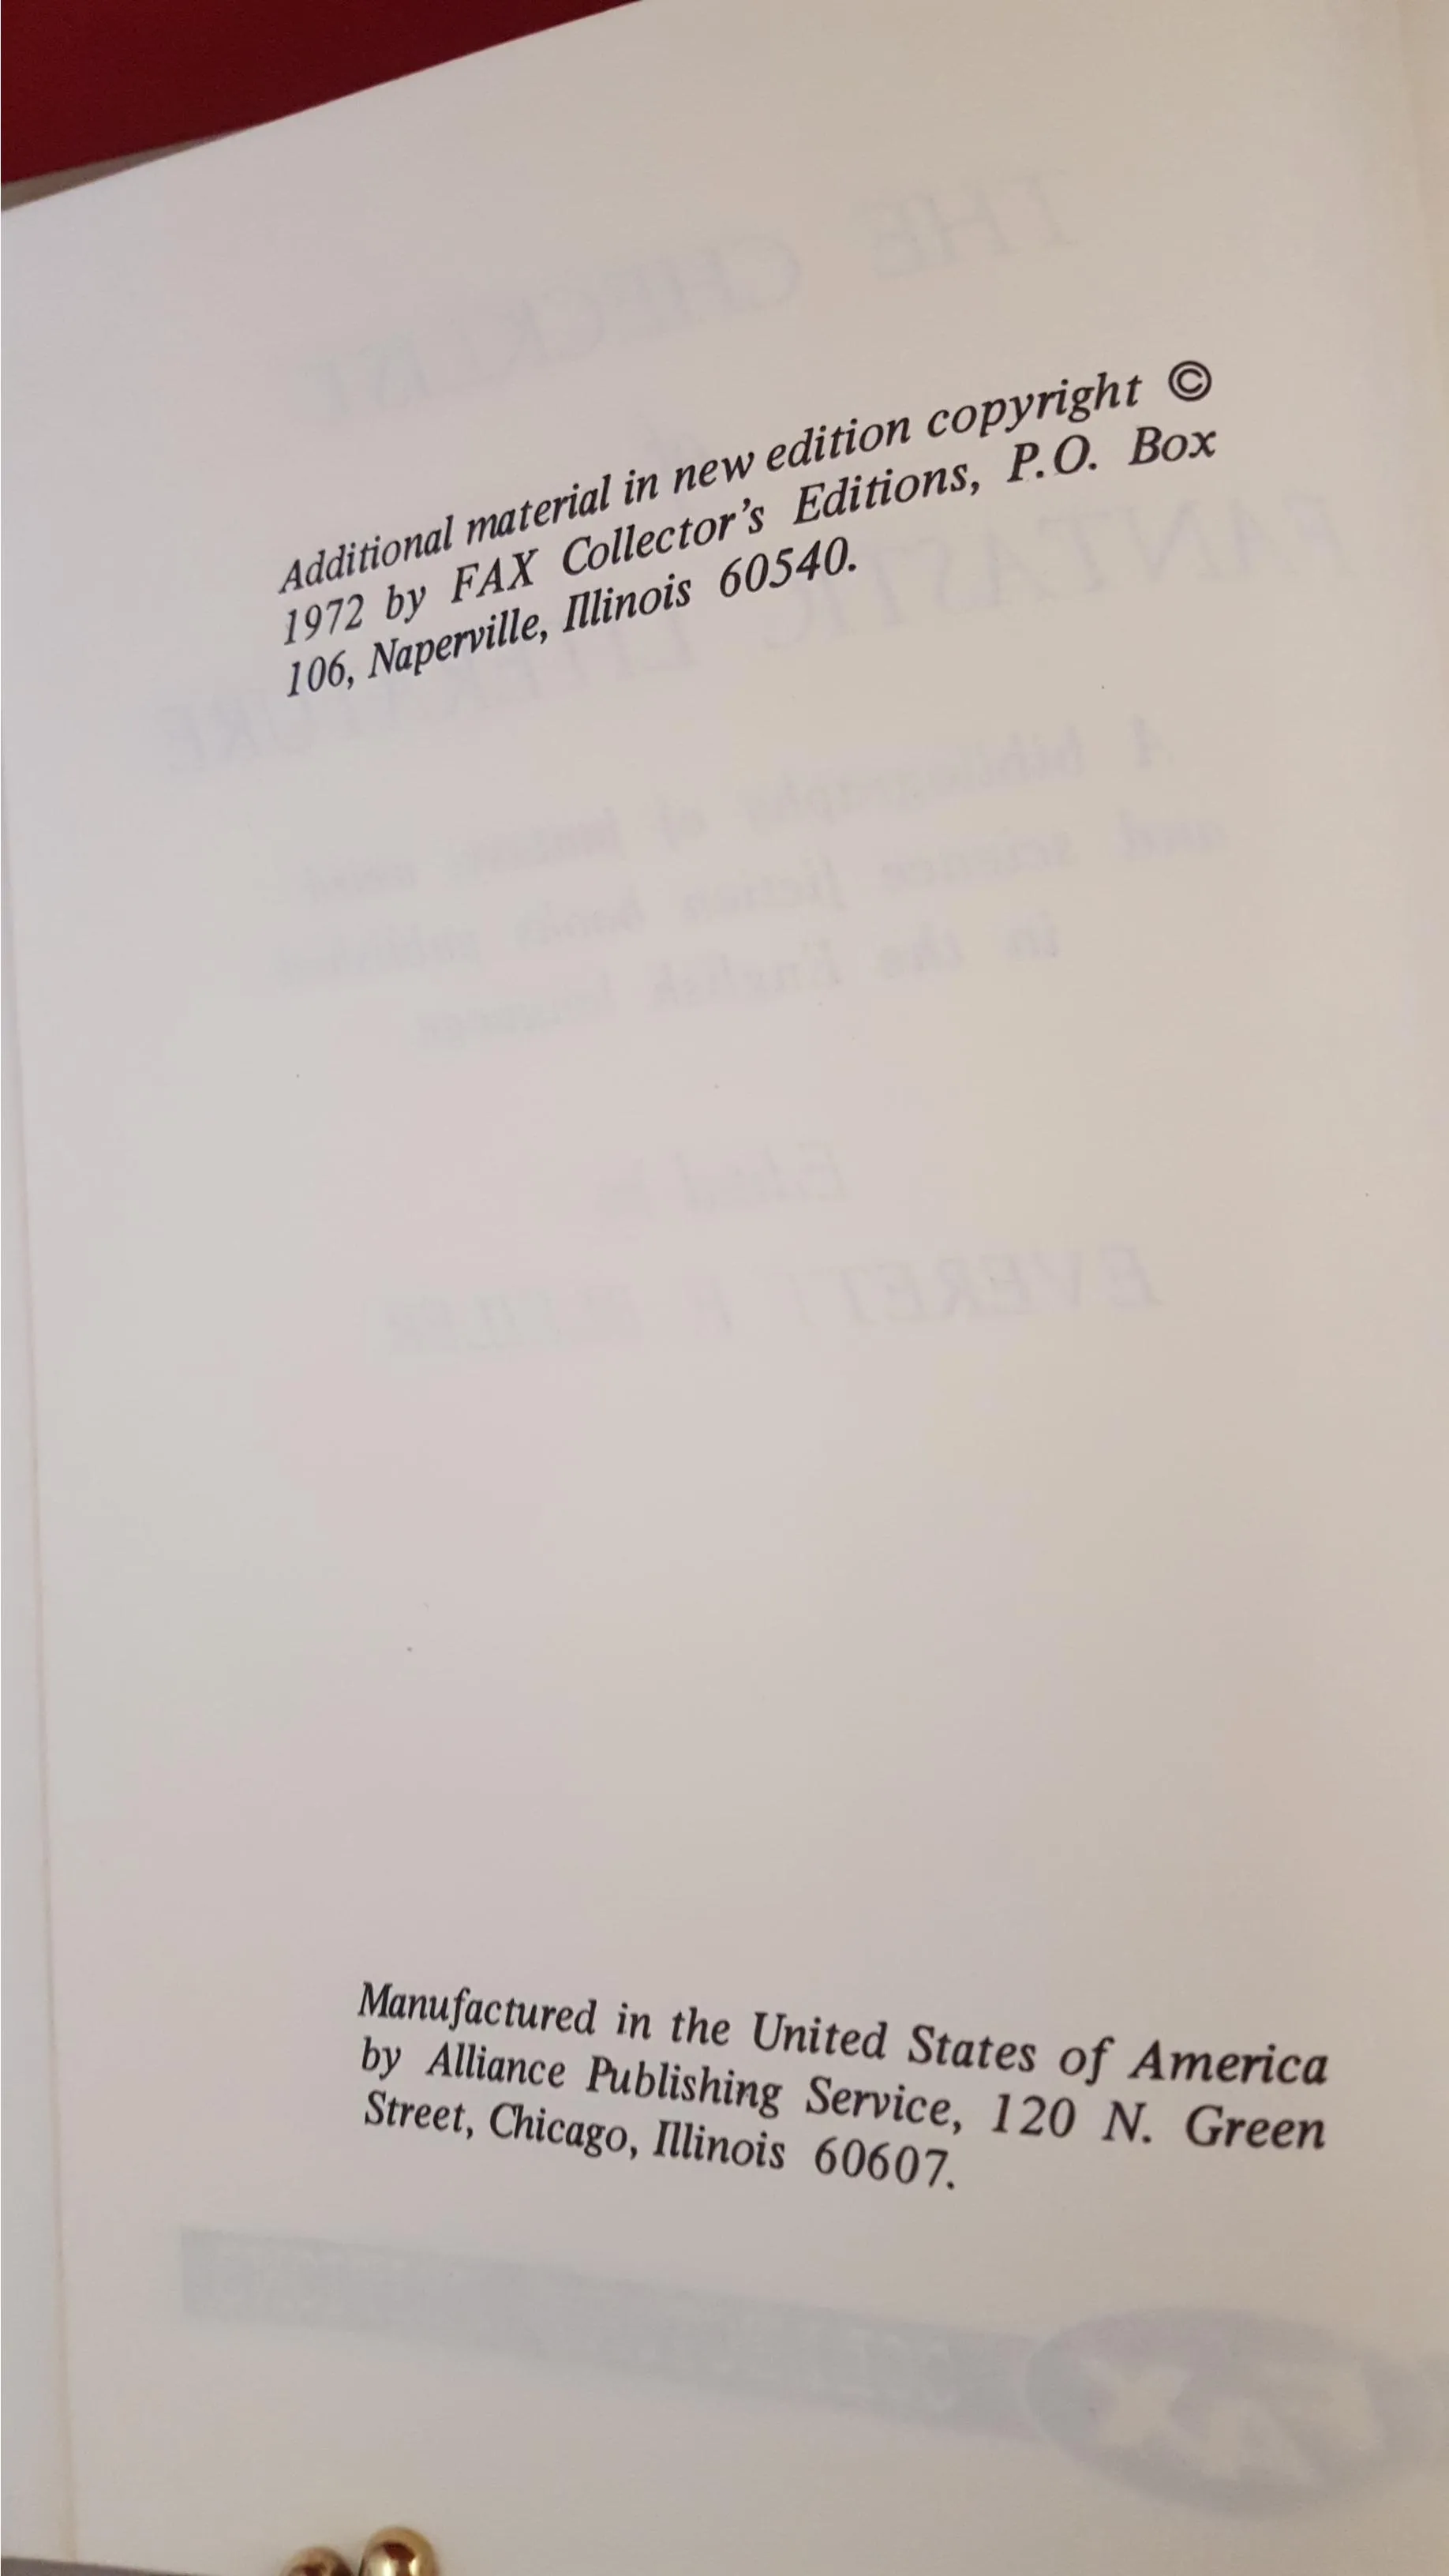 Additional material in new edition copyright ©
1972 by FAX Collector's Editions, P.O. Box
106, Naperville, Illinois 60540.
Manufactured in the United States of America
by Alliance Publishing Service, 120 N. Green
Street, Chicago, Illinois 60607.